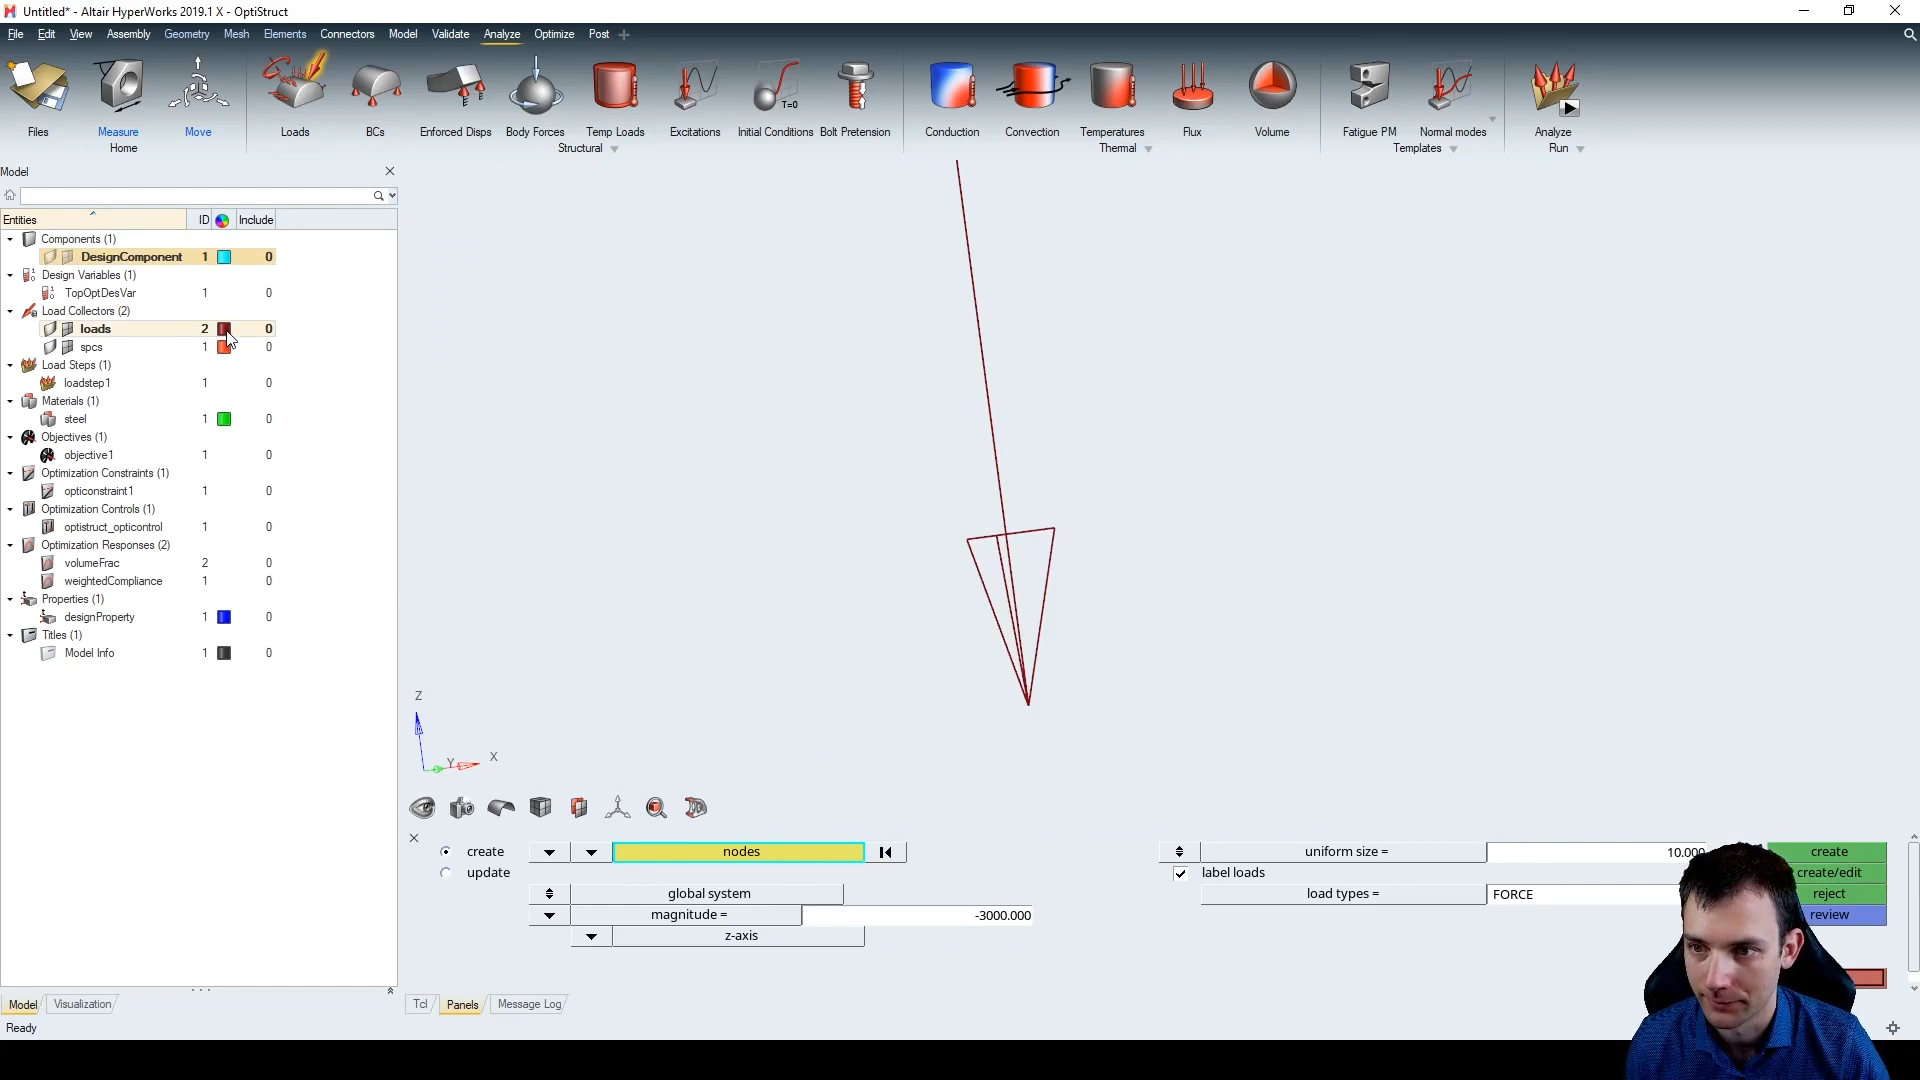 Untitled* - Altair HyperWorks 2019.1 X - OptiStruct
File Edit View Assembly Geometry Mesh Elements Connectors Model Validate Analyze Optimize Post
T=0
Files Measure Move Loads BCs Enforced Disps Body Forces Temp Loads Excitations Initial Conditions Bolt Pretension Conduction Convection Temperatures Flux Volume Fatigue PM Normal modes Analyze
Home Structural Thermal Templates Run
Model
Entities ID Include
Components (1)
DesignComponent 1 0
Design Variables (1)
TopOptDesVar 1 0
Load Collectors (2)
loads 2 0
spcs 1 0
Load Steps (1)
loadstep1 1 0
Materials (1)
steel 1 0
Objectives (1)
objective1 1 0
Optimization Constraints (1)
opticonstraint1 1 0
Optimization Controls (1)
optistruct_opticontrol 1 0
Optimization Responses (2)
volumeFrac 2 0
weightedCompliance 1 0
Properties (1)
designProperty 1 0
Titles (1)
Model Info 1 0
Z
Y X
create nodes uniform size = 10.000 create
update label loads create/edit
global system load types = FORCE reject
magnitude = -3000.000 review
z-axis
Model Visualization Tcl Panels Message Log
Ready